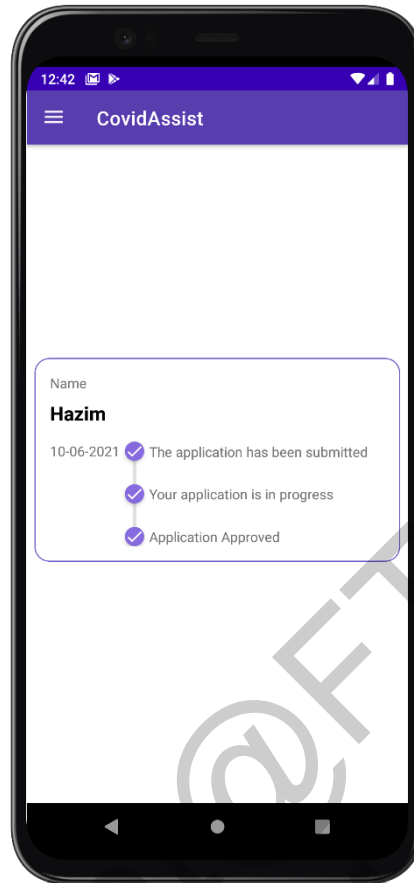 12:42
CovidAssist
Name
Hazim
10-06-2021 The application has been submitted
Your application is in progress
Application Approved
@FT